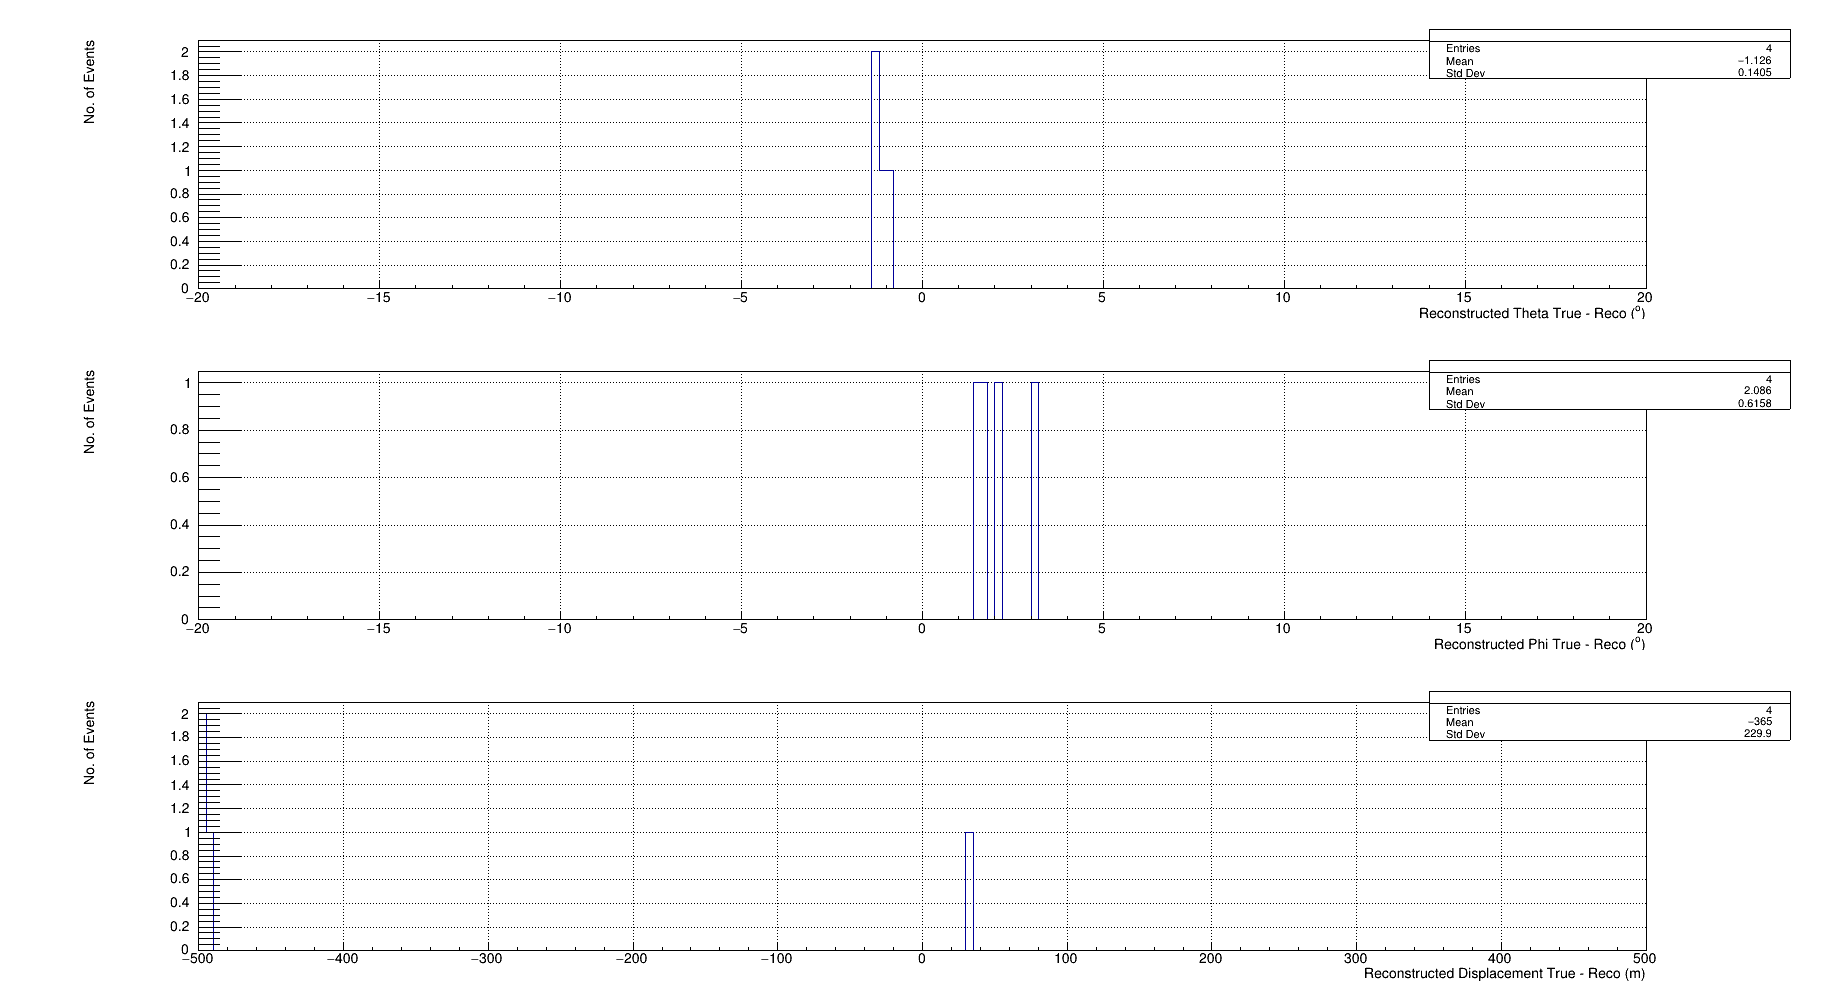 No. of Events
2
1.8
1.6
1.4
1.2
1
0.8
0.6
0.4
0.2
0
−20 −15 −10 −5 0 5 10 15 20
Reconstructed Theta True - Reco (o)
Entries 4
Mean −1.126
Std Dev 0.1405
No. of Events
1
0.8
0.6
0.4
0.2
0
−20 −15 −10 −5 0 5 10 15 20
Reconstructed Phi True - Reco (o)
Entries 4
Mean 2.086
Std Dev 0.6158
No. of Events
2
1.8
1.6
1.4
1.2
1
0.8
0.6
0.4
0.2
0
−500 −400 −300 −200 −100 0 100 200 300 400 500
Reconstructed Displacement True - Reco (m)
Entries 4
Mean −365
Std Dev 229.9